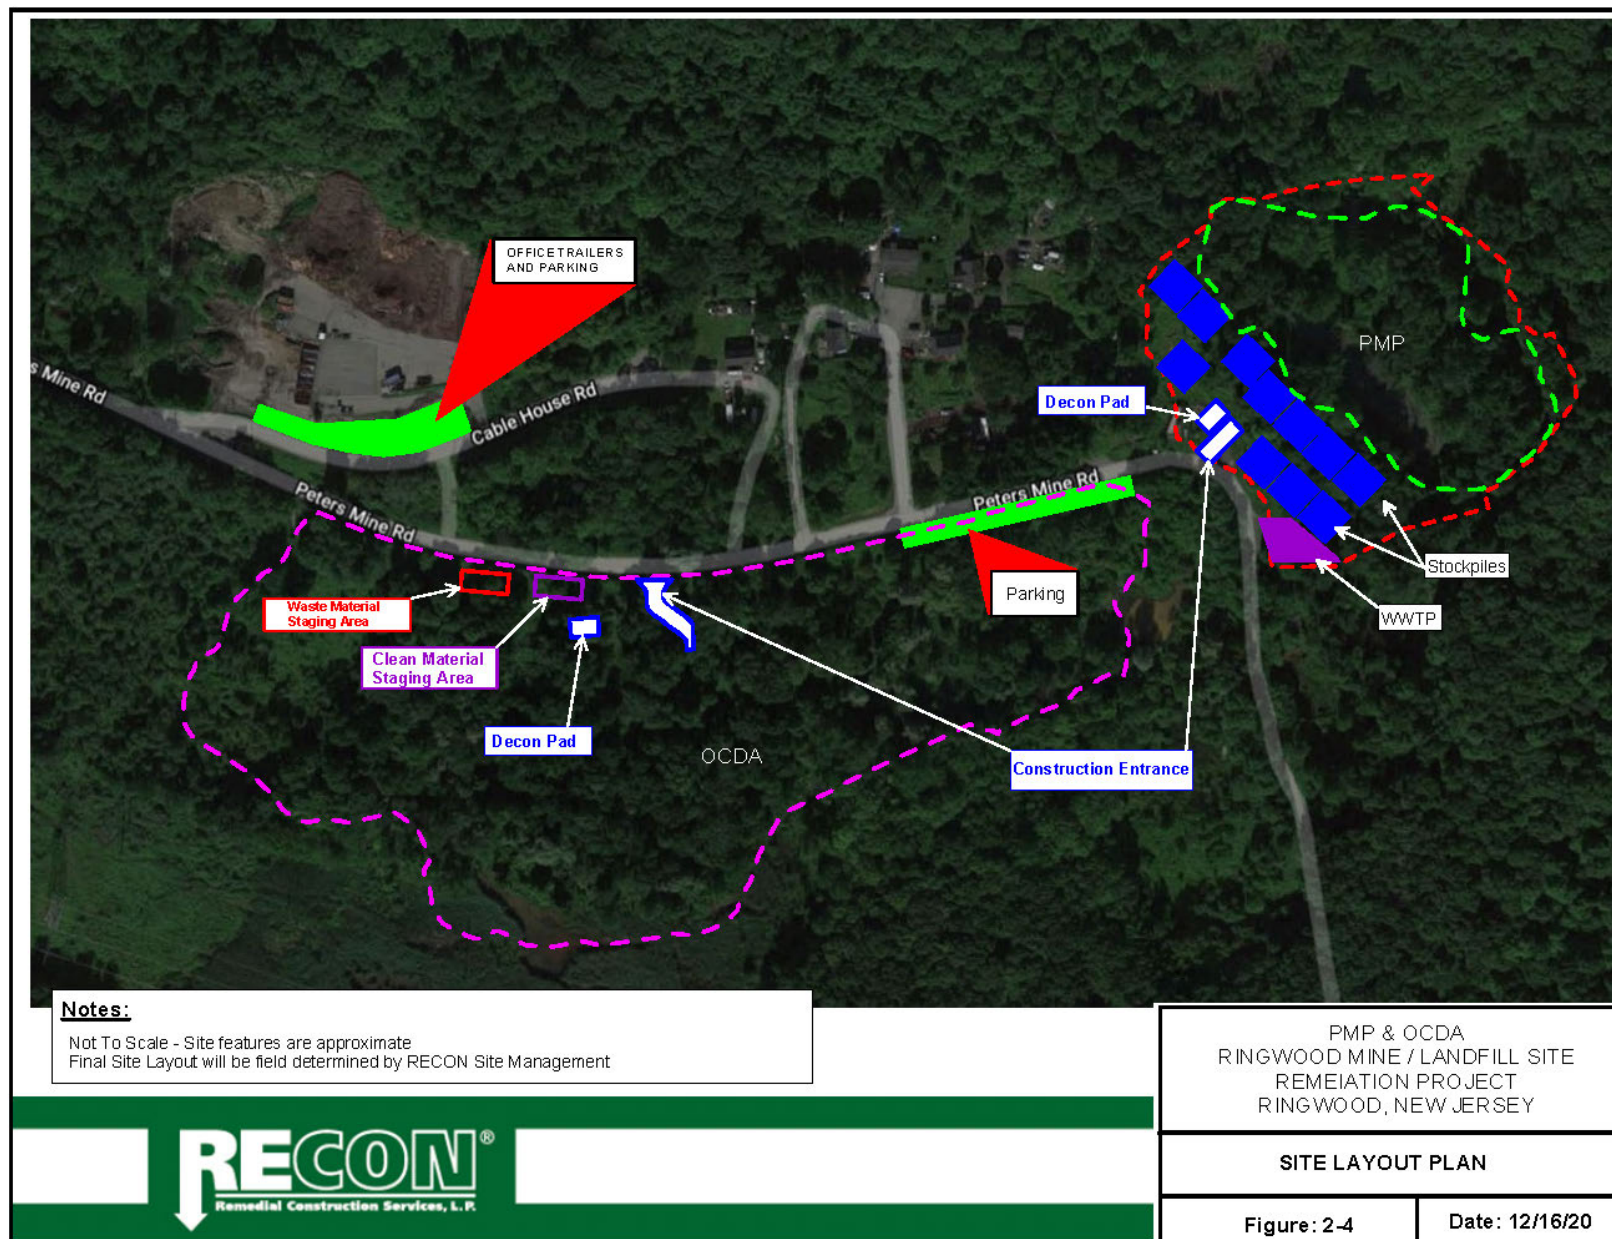 OFFICE TRAILERS
AND PARKING
s Mine Rd
Cable House Rd
Peters Mine Rd
Peters Mine Rd
PMP
Decon Pad
Stockpiles
WWTP
Parking
Waste Material
Staging Area
Clean Material
Staging Area
Decon Pad
OCDA
Construction Entrance
Notes:
Not To Scale - Site features are approximate
Final Site Layout will be field determined by RECON Site Management
PMP & OCDA
RINGWOOD MINE / LANDFILL SITE
REMEIATION PROJECT
RINGWOOD, NEW JERSEY
SITE LAYOUT PLAN
Figure: 2-4
Date: 12/16/20
RECON®
Remedial Construction Services, L.P.